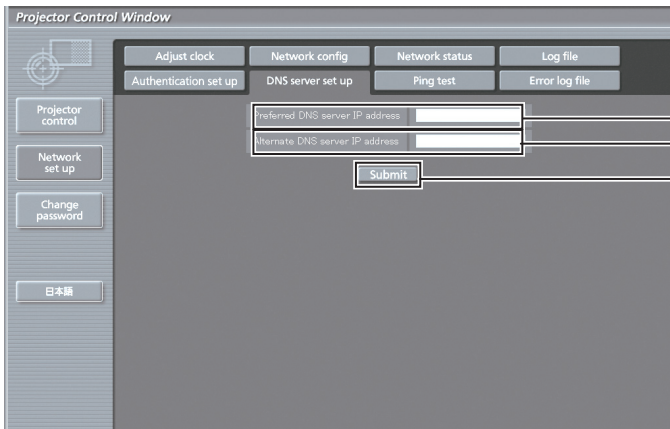 Projector Control Window
Adjust clock
Network config
Network status
Log file
Authentication set up
DNS server set up
Ping test
Error log file
Projector
control
Network
set up
Change
password
日本語
Preferred DNS server IP address
Alternate DNS server IP address
Submit